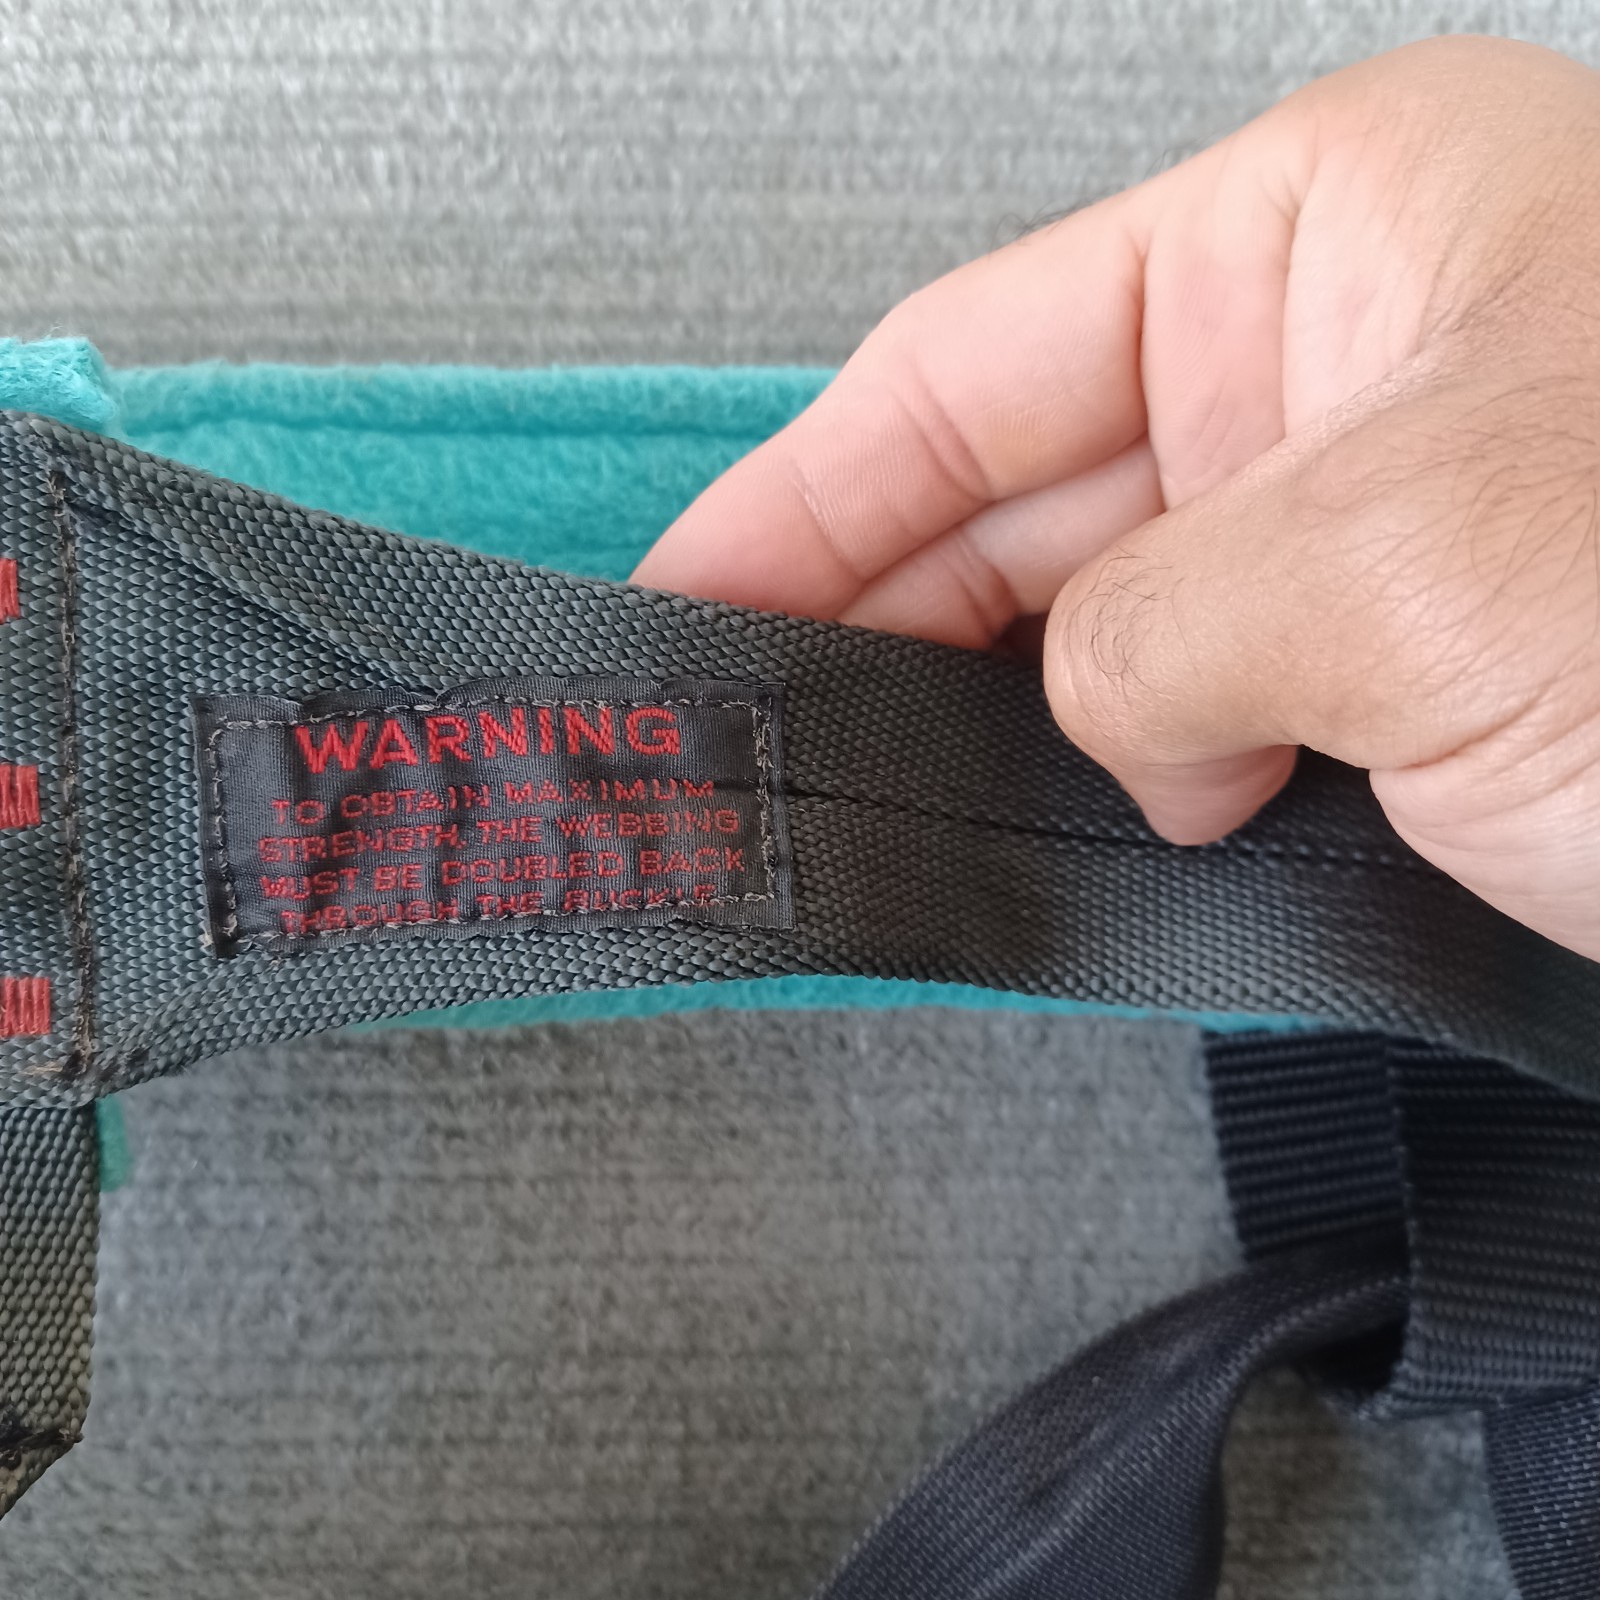 WARNING
TO OBTAIN MAXIMUM
STRENGTH, THE WEBBING
MUST BE DOUBLED BACK
THROUGH THE BUCKLE.